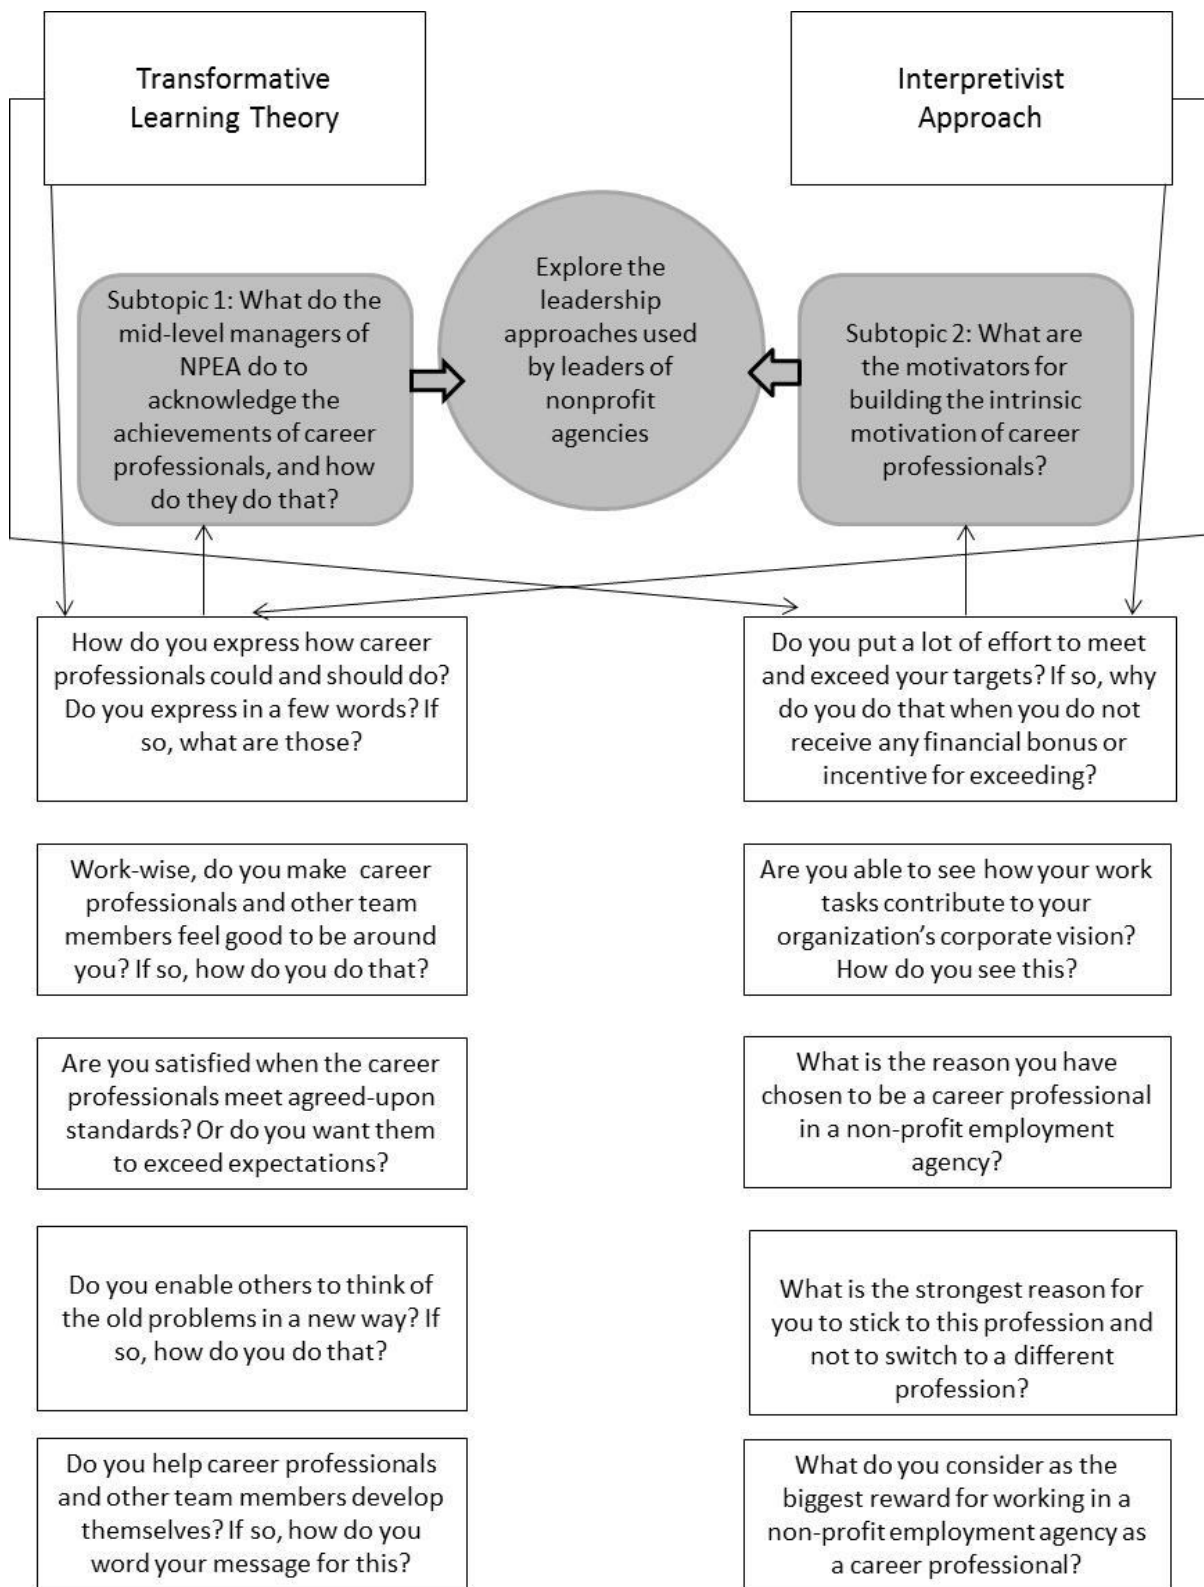 Transformative
Learning Theory
Interpretivist
Approach
Subtopic 1: What do the
mid-level managers of
NPEA do to
acknowledge the
achievements of career
professionals, and how
do they do that?
Explore the
leadership
approaches used
by leaders of
nonprofit
agencies
Subtopic 2: What are
the motivators for
building the intrinsic
motivation of career
professionals?
How do you express how career
professionals could and should do?
Do you express in a few words? If
so, what are those?
Do you put a lot of effort to meet
and exceed your targets? If so, why
do you do that when you do not
receive any financial bonus or
incentive for exceeding?
Work-wise, do you make career
professionals and other team
members feel good to be around
you? If so, how do you do that?
Are you able to see how your work
tasks contribute to your
organization's corporate vision?
How do you see this?
Are you satisfied when the career
professionals meet agreed-upon
standards? Or do you want them
to exceed expectations?
What is the reason you have
chosen to be a career professional
in a non-profit employment
agency?
Do you enable others to think of
the old problems in a new way? If
so, how do you do that?
What is the strongest reason for
you to stick to this profession and
not to switch to a different
profession?
Do you help career professionals
and other team members develop
themselves? If so, how do you
word your message for this?
What do you consider as the
biggest reward for working in a
non-profit employment agency as
a career professional?